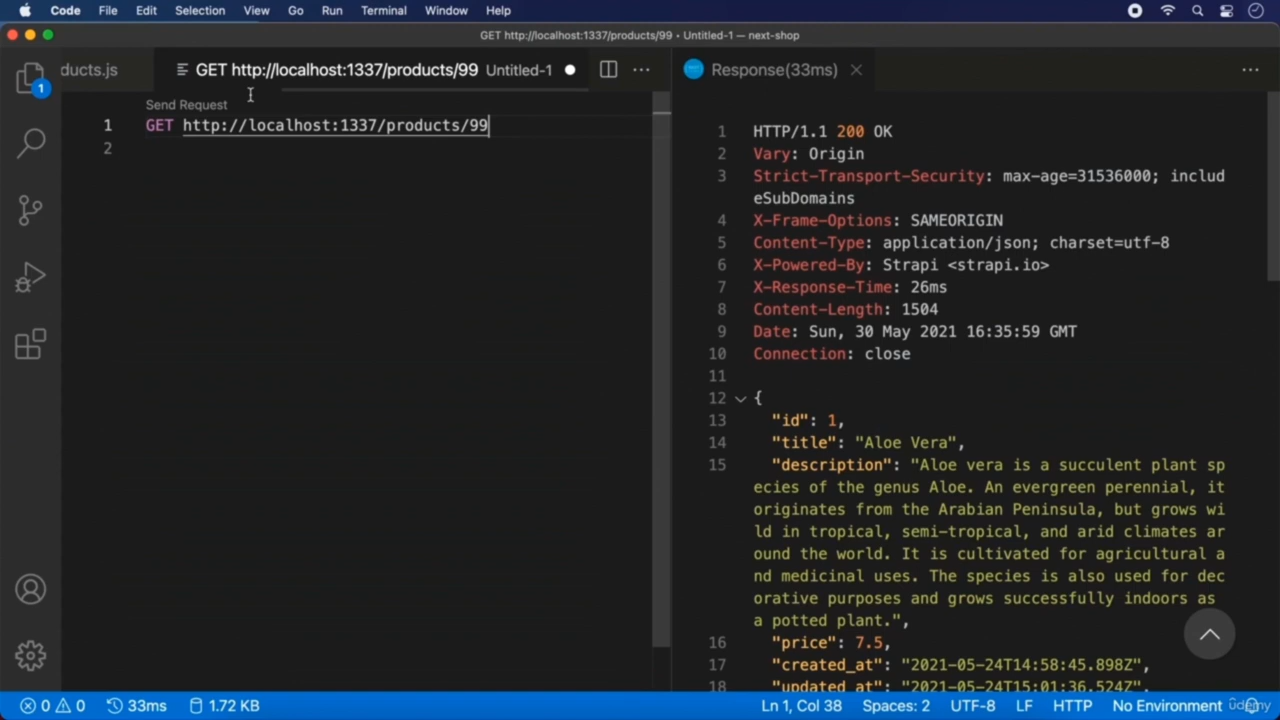 Code File Edit Selection View Go Run Terminal Window Help
GET http://localhost:1337/products/99 • Untitled-1 — next-shop
ducts.js GET http://localhost:1337/products/99 Untitled-1 Response(33ms)
1
Send Request
1 GET http://localhost:1337/products/99
2
1 HTTP/1.1 200 OK
2 Vary: Origin
3 Strict-Transport-Security: max-age=31536000; includ
eSubDomains
4 X-Frame-Options: SAMEORIGIN
5 Content-Type: application/json; charset=utf-8
6 X-Powered-By: Strapi <strapi.io>
7 X-Response-Time: 26ms
8 Content-Length: 1504
9 Date: Sun, 30 May 2021 16:35:59 GMT
10 Connection: close
11
12 {
13 "id": 1,
14 "title": "Aloe Vera",
15 "description": "Aloe vera is a succulent plant sp
ecies of the genus Aloe. An evergreen perennial, it
originates from the Arabian Peninsula, but grows wi
ld in tropical, semi-tropical, and arid climates ar
ound the world. It is cultivated for agricultural a
nd medicinal uses. The species is also used for dec
orative purposes and grows successfully indoors as
a potted plant.",
16 "price": 7.5,
17 "created_at": "2021-05-24T14:58:45.898Z",
18 "updated_at": "2021-05-24T15:01:36.524Z",
0 0 33ms 1.72 KB Ln 1, Col 38 Spaces: 2 UTF-8 LF HTTP No Environment udemy